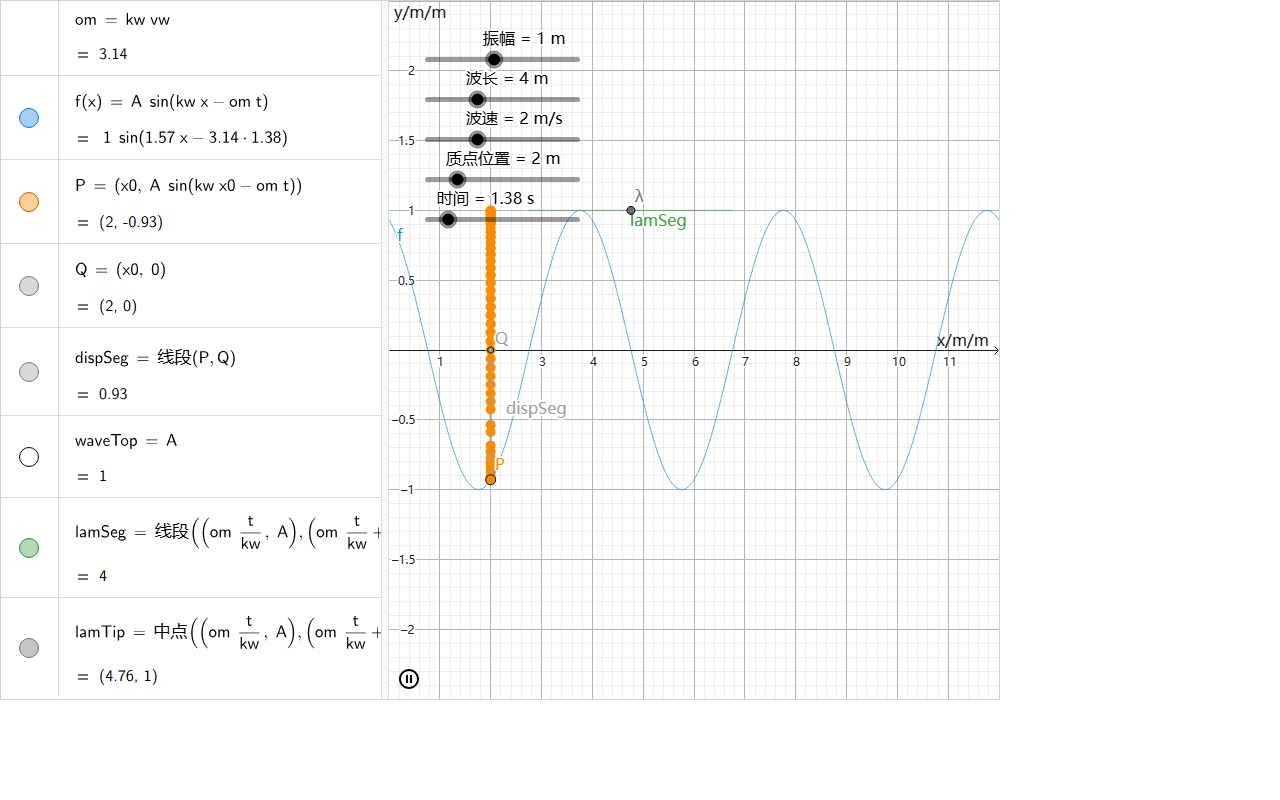 om = kw vw
= 3.14
f(x) = A sin(kw x − om t)
= 1 sin(1.57 x − 3.14 · 1.38)
P = (x0, A sin(kw x0 − om t))
= (2, -0.93)
Q = (x0, 0)
= (2, 0)
dispSeg = 线段(P, Q)
= 0.93
waveTop = A
= 1
lamSeg = 线段((om t/kw, A), (om t/kw +
= 4
lamTip = 中点((om t/kw, A), (om t/kw +
= (4.76, 1)
y/m/m
振幅 = 1 m
2
波长 = 4 m
波速 = 2 m/s
1.5
质点位置 = 2 m
时间 = 1.38 s
λ
1
lamSeg
f
0.5
Q
x/m/m
1
3
4
5
6
7
8
9
10
11
dispSeg
−0.5
P
−1
−1.5
−2